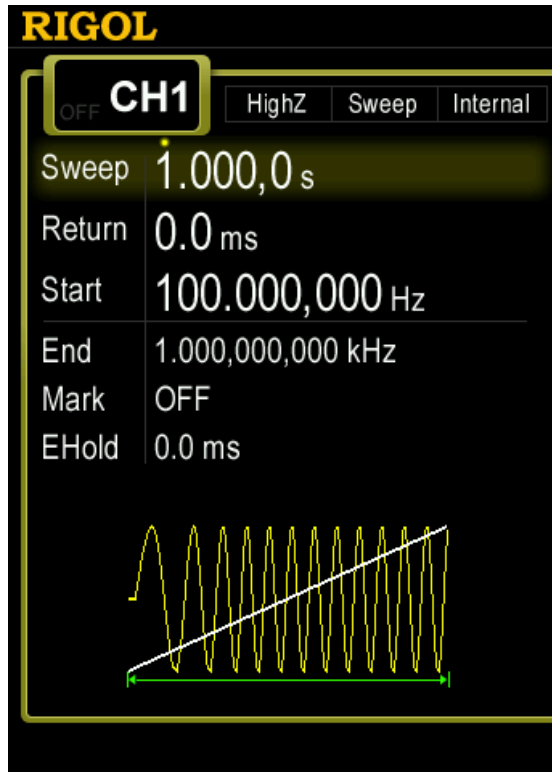 RIGOL
OFF CH1 HighZ Sweep Internal
Sweep 1.000,0 s
Return 0.0 ms
Start 100.000,000 Hz
End 1.000,000,000 kHz
Mark OFF
EHold 0.0 ms